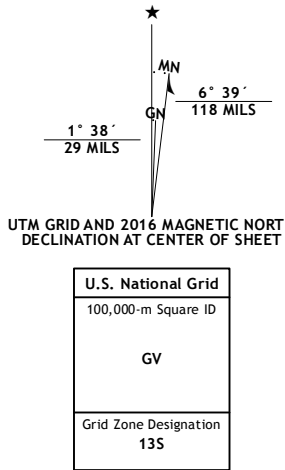 ★
MN
GN
6° 39´
118 MILS
1° 38´
29 MILS
UTM GRID AND 2016 MAGNETIC NORT
DECLINATION AT CENTER OF SHEET
U.S. National Grid
100,000-m Square ID
GV
Grid Zone Designation
13S